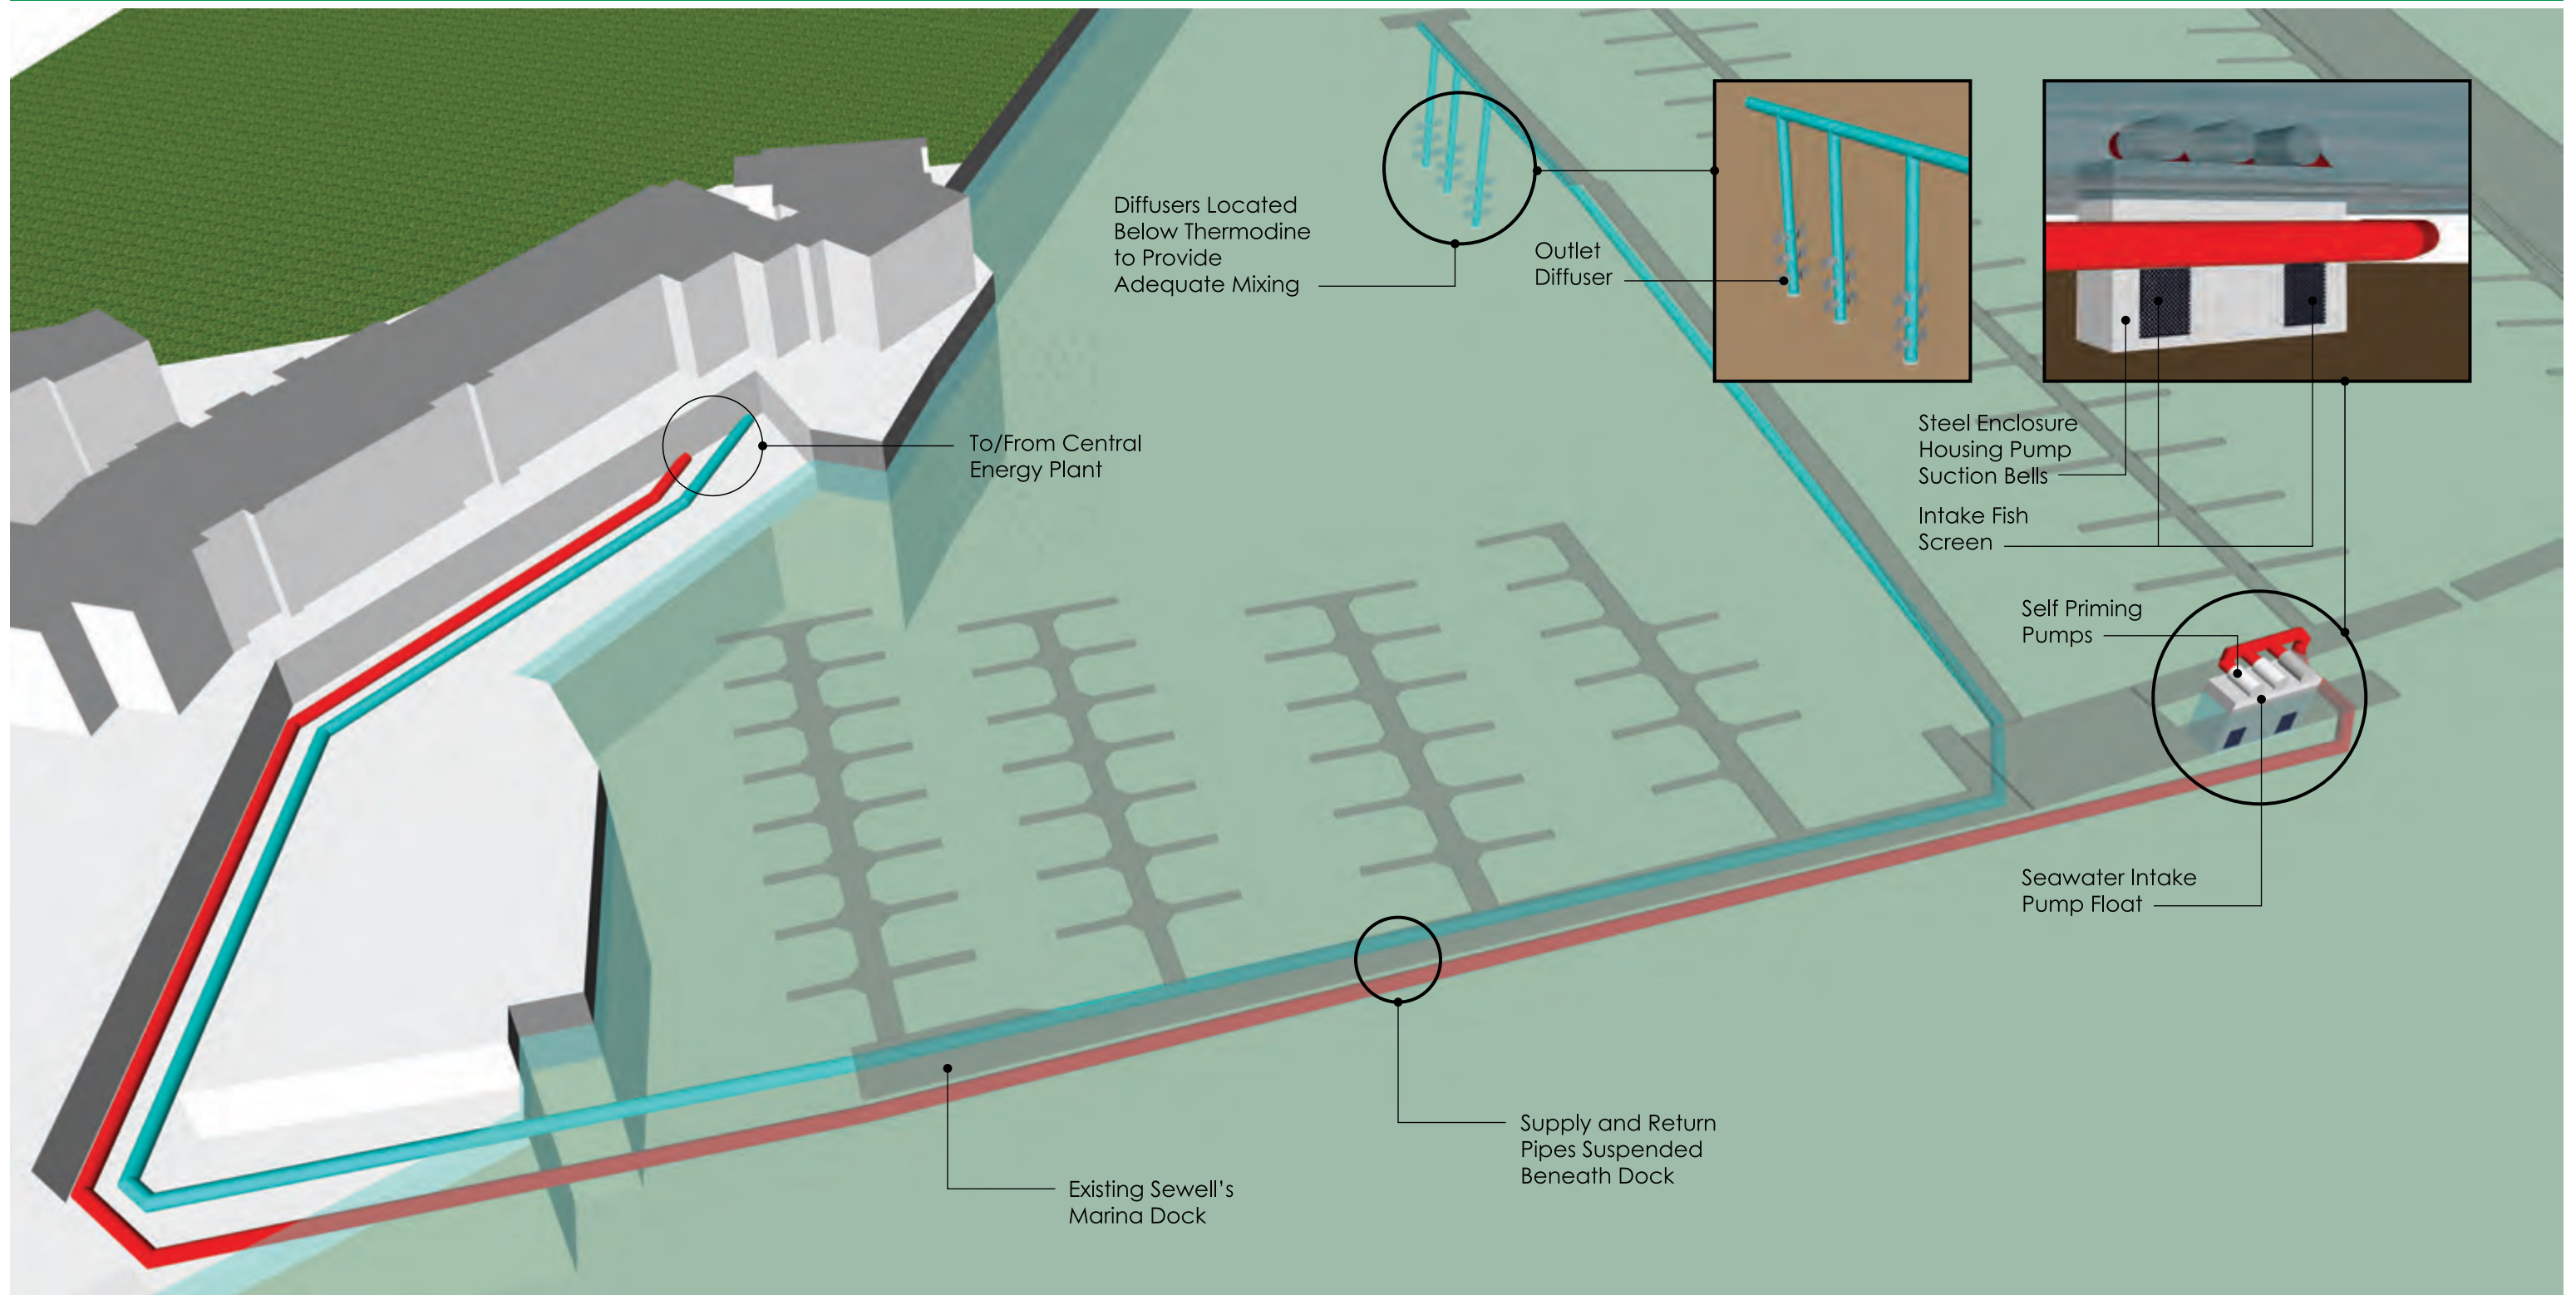 Diffusers Located
Below Thermodine
to Provide
Adequate Mixing
Outlet
Diffuser
To/From Central
Energy Plant
Steel Enclosure
Housing Pump
Suction Bells
Intake Fish
Screen
Self Priming
Pumps
Seawater Intake
Pump Float
Supply and Return
Pipes Suspended
Beneath Dock
Existing Sewell's
Marina Dock